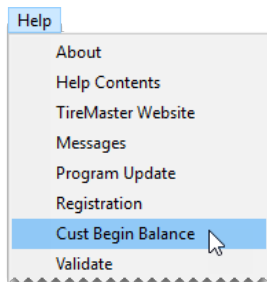 Help
About
Help Contents
TireMaster Website
Messages
Program Update
Registration
Cust Begin Balance
Validate